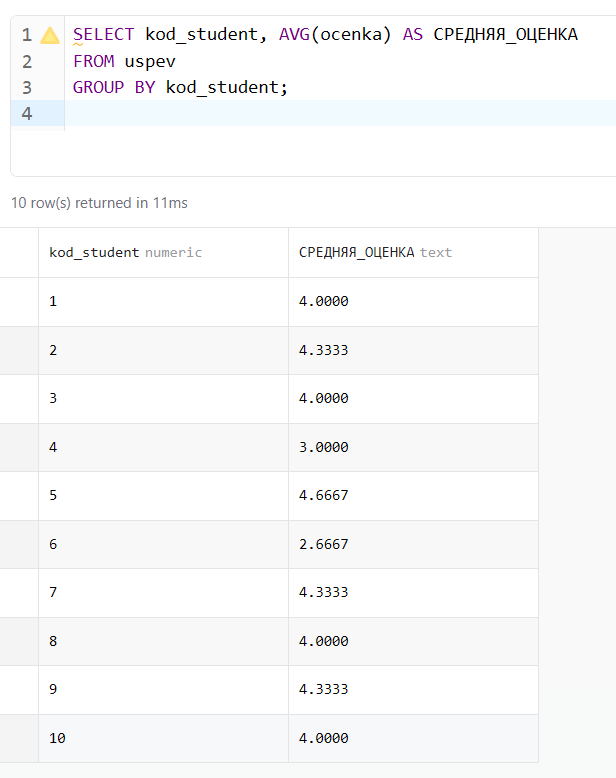 1 SELECT kod_student, AVG(ocenka) AS СРЕДНЯЯ_ОЦЕНКА
2 FROM uspev
3 GROUP BY kod_student;
4
10 row(s) returned in 11ms
kod_student numeric СРЕДНЯЯ_ОЦЕНКА text
1 4.0000
2 4.3333
3 4.0000
4 3.0000
5 4.6667
6 2.6667
7 4.3333
8 4.0000
9 4.3333
10 4.0000